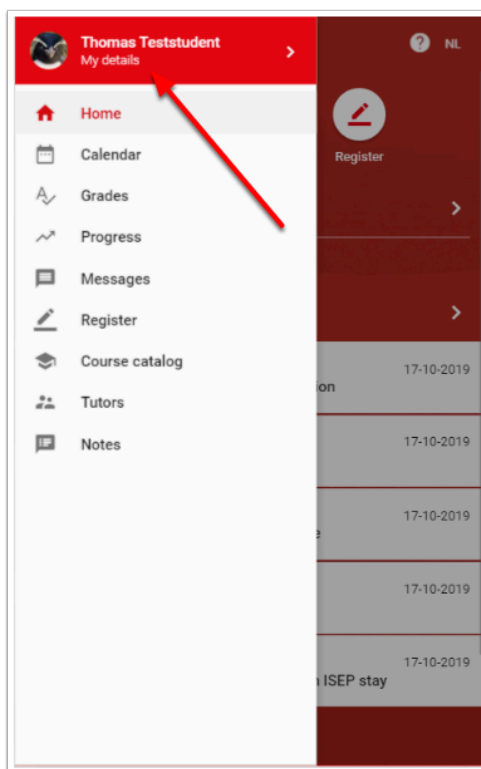 Thomas Teststudent
My details
NL
Home
Calendar
Register
Grades
Progress
Messages
Register
Course catalog
17-10-2019
ion
Tutors
Notes
17-10-2019
17-10-2019
17-10-2019
17-10-2019
ISEP stay